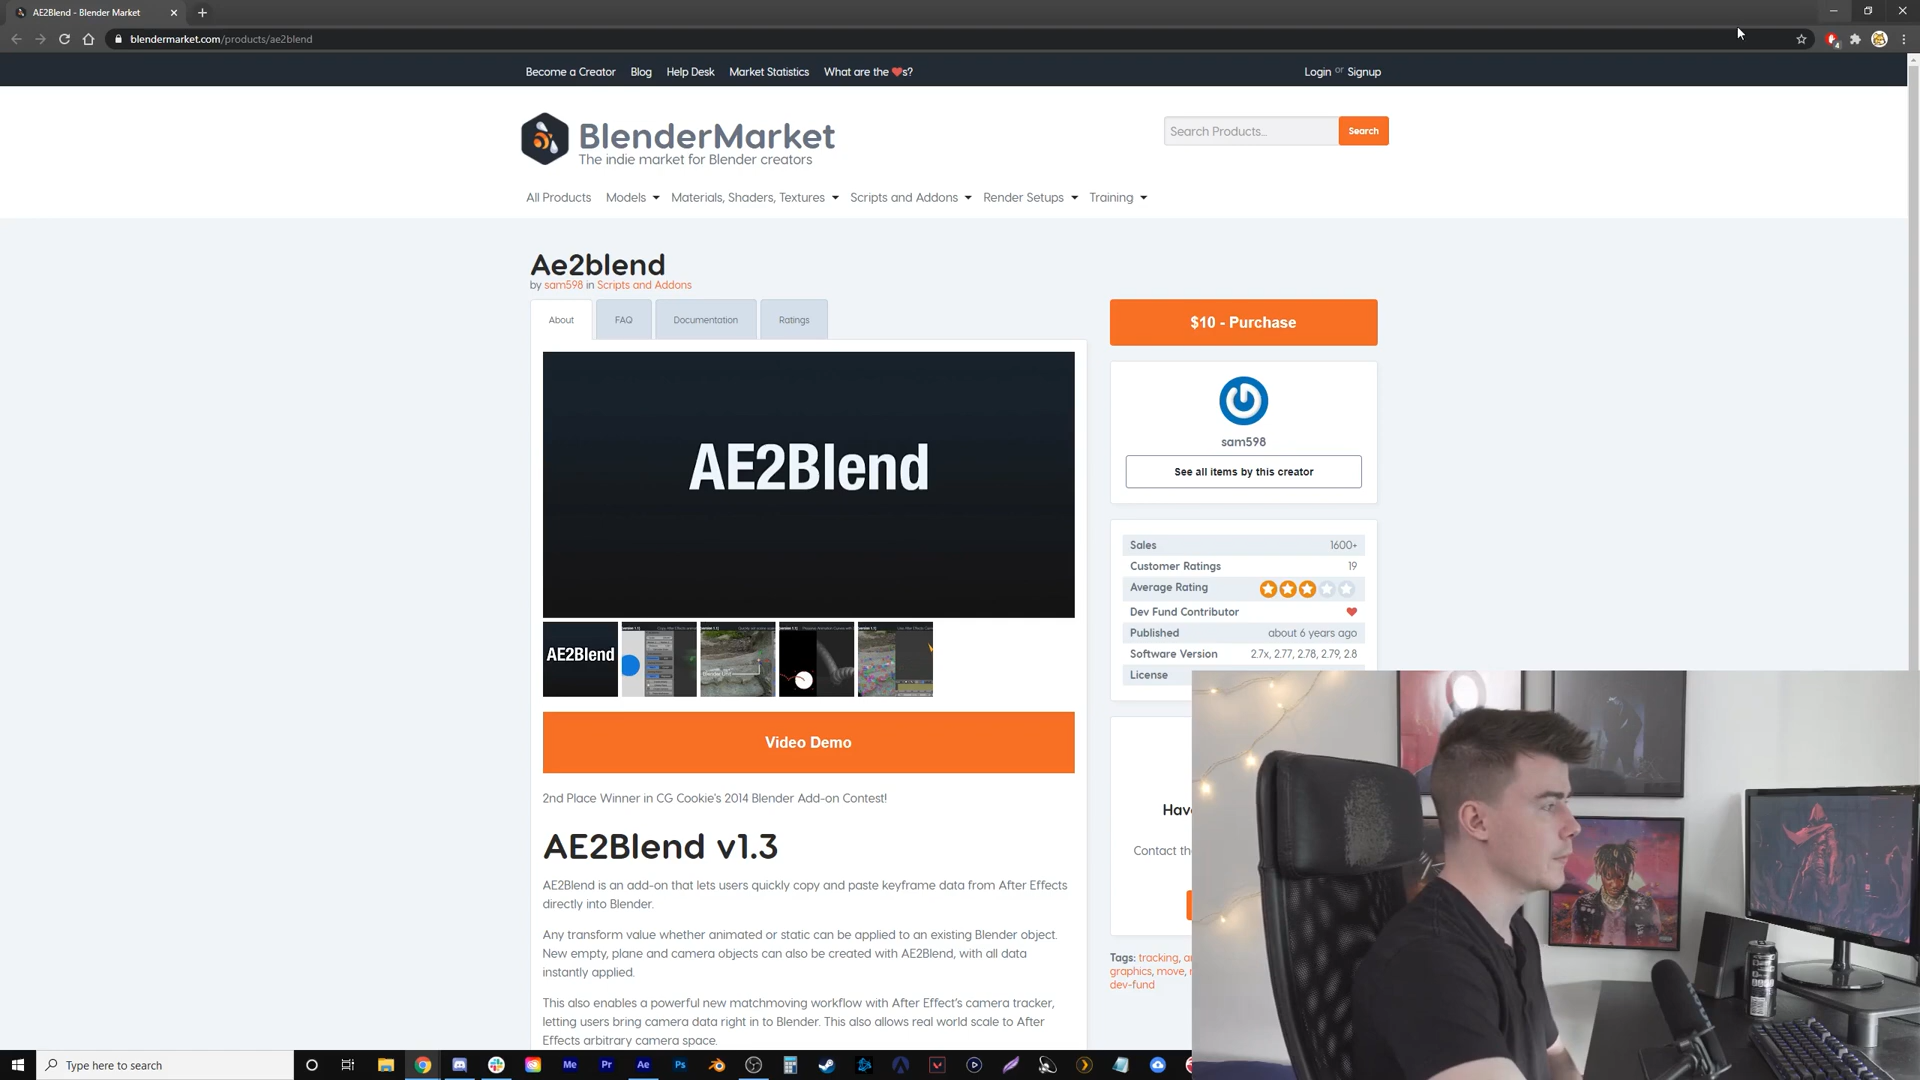 AE2Blend - Blender Market
blendermarket.com/products/ae2blend
Become a Creator Blog Help Desk Market Statistics What are the ❤s? Login or Signup
BlenderMarket
The indie market for Blender creators
Search Products... Search
All Products Models Materials, Shaders, Textures Scripts and Addons Render Setups Training
Ae2blend
by sam598 in Scripts and Addons
About FAQ Documentation Ratings
$10 - Purchase
AE2Blend
sam598
See all items by this creator
Sales 1600+
Customer Ratings 19
Average Rating
Dev Fund Contributor
Published about 6 years ago
Software Version 2.7x, 2.77, 2.78, 2.79, 2.8
License
AE2Blend
Video Demo
2nd Place Winner in CG Cookie's 2014 Blender Add-on Contest!
AE2Blend v1.3
AE2Blend is an add-on that lets users quickly copy and paste keyframe data from After Effects
directly into Blender.
Any transform value whether animated or static can be applied to an existing Blender object.
New empty, plane and camera objects can also be created with AE2Blend, with all data
instantly applied.
This also enables a powerful new matchmoving workflow with After Effect's camera tracker,
letting users bring camera data right in to Blender. This also allows real world scale to After
Effects arbitrary camera space.
Contact
Tags: tracking,
graphics, move,
dev-fund
Type here to search
Me Pr Ae Ps